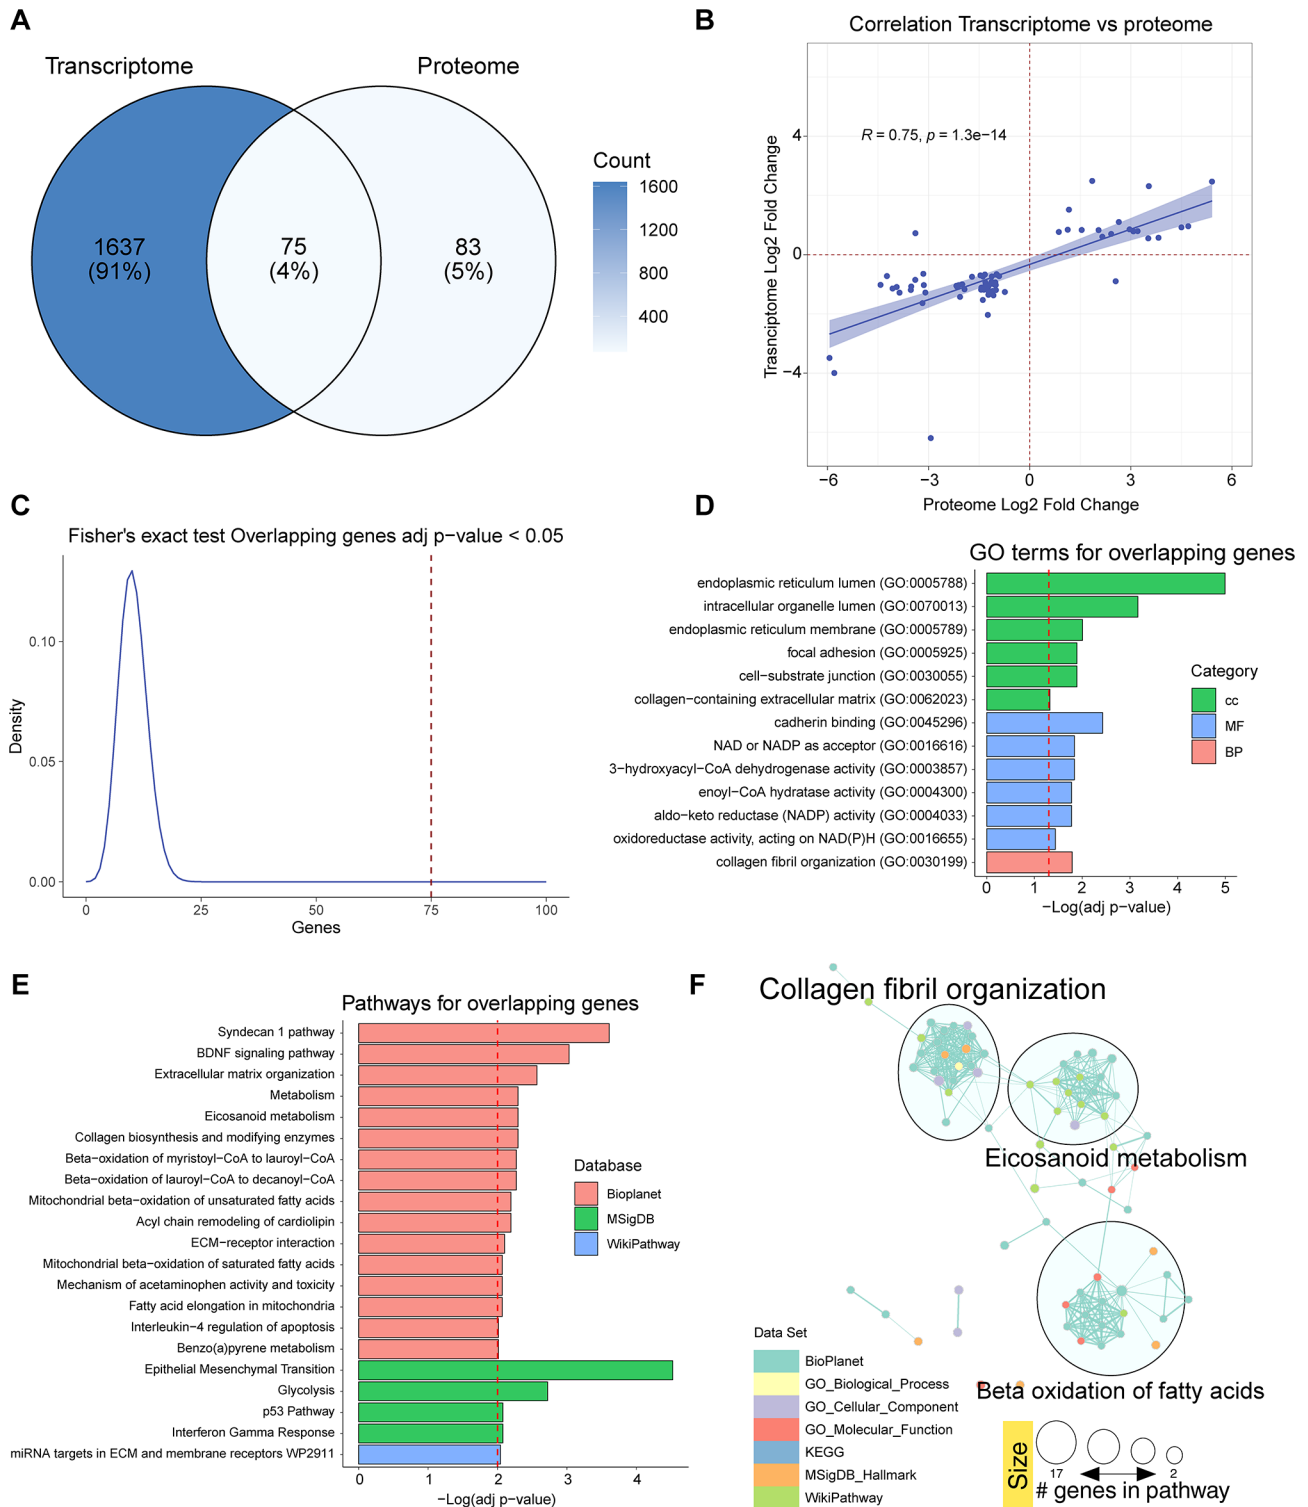 A
Transcriptome
Proteome
1637
(91%)
75
(4%)
83
(5%)
Count
1600
1200
800
400
B
Correlation Transcriptome vs proteome
R = 0.75, p = 1.3e−14
Trasnciptome Log2 Fold Change
4
0
−4
−6
−3
0
3
6
Proteome Log2 Fold Change
C
Fisher's exact test Overlapping genes adj p−value < 0.05
Density
0.10
0.05
0.00
0
25
50
75
100
Genes
D
GO terms for overlapping genes
endoplasmic reticulum lumen (GO:0005788)
intracellular organelle lumen (GO:0070013)
endoplasmic reticulum membrane (GO:0005789)
focal adhesion (GO:0005925)
cell−substrate junction (GO:0030055)
collagen−containing extracellular matrix (GO:0062023)
cadherin binding (GO:0045296)
NAD or NADP as acceptor (GO:0016616)
3−hydroxyacyl−CoA dehydrogenase activity (GO:0003857)
enoyl−CoA hydratase activity (GO:0004300)
aldo−keto reductase (NADP) activity (GO:0004033)
oxidoreductase activity, acting on NAD(P)H (GO:0016655)
collagen fibril organization (GO:0030199)
0
1
2
3
4
5
−Log(adj p−value)
Category
cc
MF
BP
E
Pathways for overlapping genes
Syndecan 1 pathway
BDNF signaling pathway
Extracellular matrix organization
Metabolism
Eicosanoid metabolism
Collagen biosynthesis and modifying enzymes
Beta−oxidation of myristoyl−CoA to lauroyl−CoA
Beta−oxidation of lauroyl−CoA to decanoyl−CoA
Mitochondrial beta−oxidation of unsaturated fatty acids
Acyl chain remodeling of cardiolipin
ECM−receptor interaction
Mitochondrial beta−oxidation of saturated fatty acids
Mechanism of acetaminophen activity and toxicity
Fatty acid elongation in mitochondria
Interleukin−4 regulation of apoptosis
Benzo(a)pyrene metabolism
Epithelial Mesenchymal Transition
Glycolysis
p53 Pathway
Interferon Gamma Response
miRNA targets in ECM and membrane receptors WP2911
0
1
2
3
4
−Log(adj p−value)
Database
Bioplanet
MSigDB
WikiPathway
F
Collagen fibril organization
Eicosanoid metabolism
Beta oxidation of fatty acids
Data Set
BioPlanet
GO_Biological_Process
GO_Cellular_Component
GO_Molecular_Function
KEGG
MSigDB_Hallmark
WikiPathway
Size
17
2
# genes in pathway